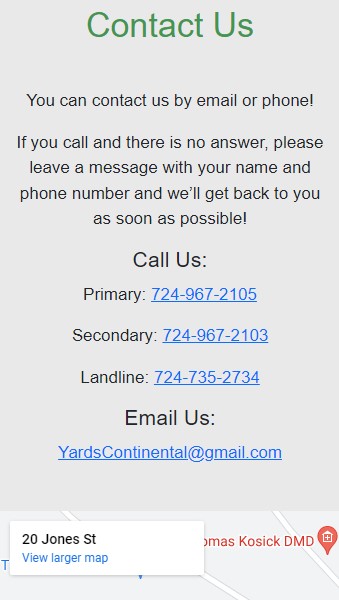 Contact Us
You can contact us by email or phone!
If you call and there is no answer, please
leave a message with your name and
phone number and we’ll get back to you
as soon as possible!
Call Us:
Primary: 724-967-2105
Secondary: 724-967-2103
Landline: 724-735-2734
Email Us:
YardsContinental@gmail.com
20 Jones St
View larger map
omas Kosick DMD